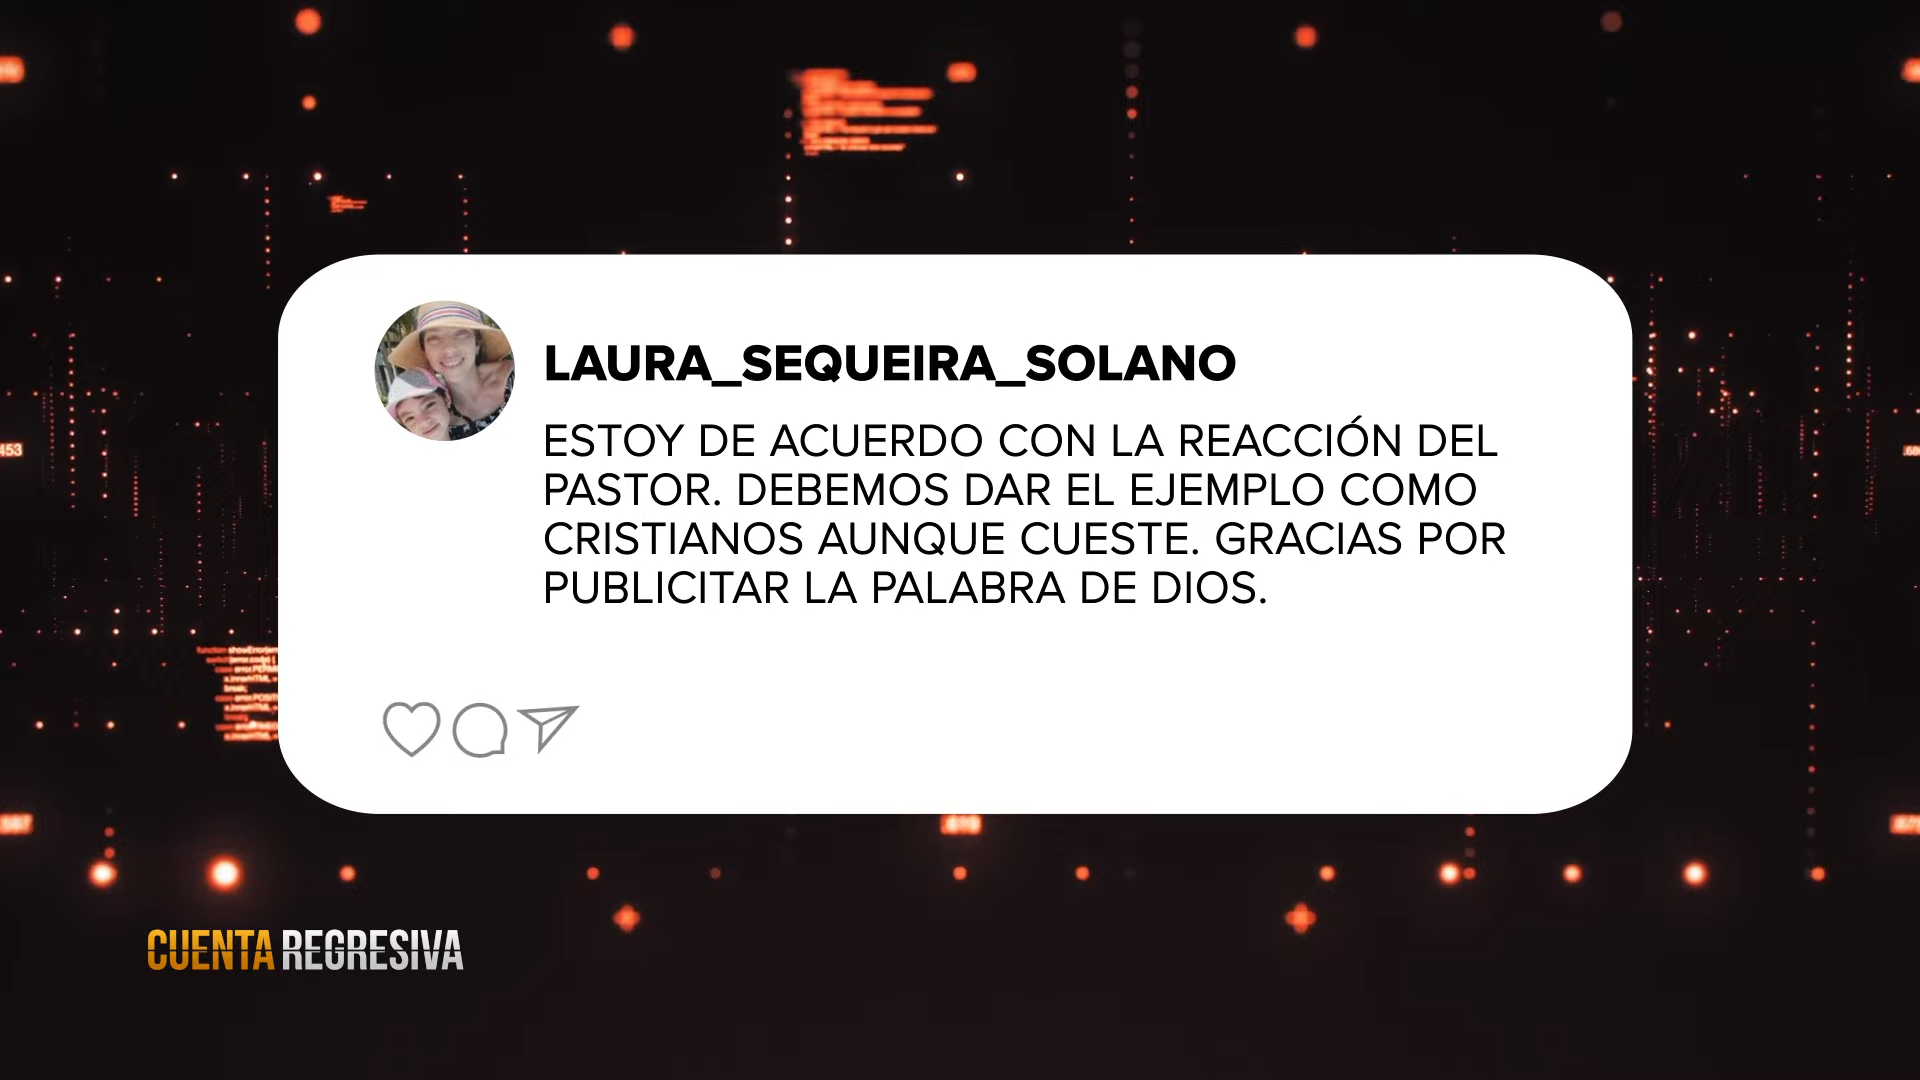 LAURA_SEQUEIRA_SOLANO
ESTOY DE ACUERDO CON LA REACCIÓN DEL
PASTOR. DEBEMOS DAR EL EJEMPLO COMO
CRISTIANOS AUNQUE CUESTE. GRACIAS POR
PUBLICITAR LA PALABRA DE DIOS.
CUENTA REGRESIVA